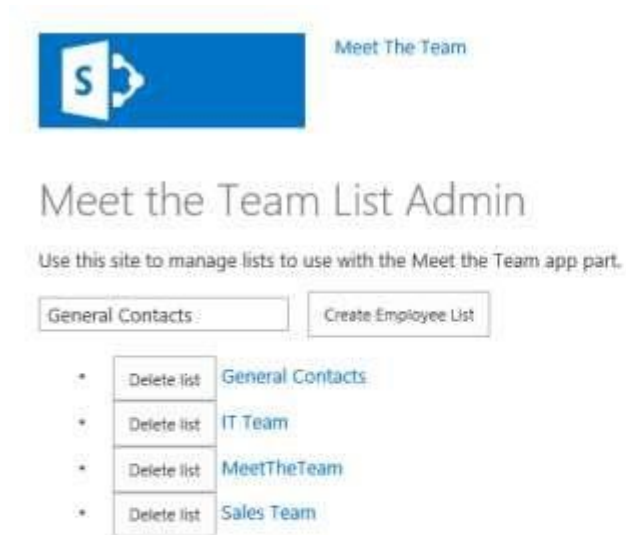 S
Meet The Team
Meet the Team List Admin
Use this site to manage lists to use with the Meet the Team app part.
General Contacts Create Employee List
Delete list General Contacts
Delete list IT Team
Delete list MeetTheTeam
Delete list Sales Team